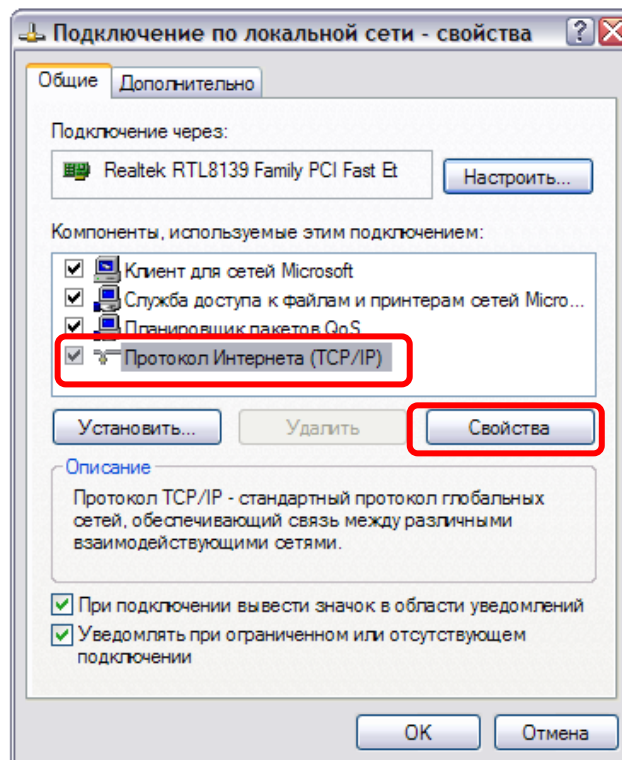 Подключение по локальной сети - свойства
Общие
Дополнительно
Подключение через:
Realtek RTL8139 Family PCI Fast Et
Настроить...
Компоненты, используемые этим подключением:
Клиент для сетей Microsoft
Служба доступа к файлам и принтерам сетей Micro...
Планировщик пакетов QoS
Протокол Интернета (TCP/IP)
Установить...
Удалить
Свойства
Описание
Протокол TCP/IP - стандартный протокол глобальных
сетей, обеспечивающий связь между различными
взаимодействующими сетями.
При подключении вывести значок в области уведомлений
Уведомлять при ограниченном или отсутствующем
подключении
OK
Отмена